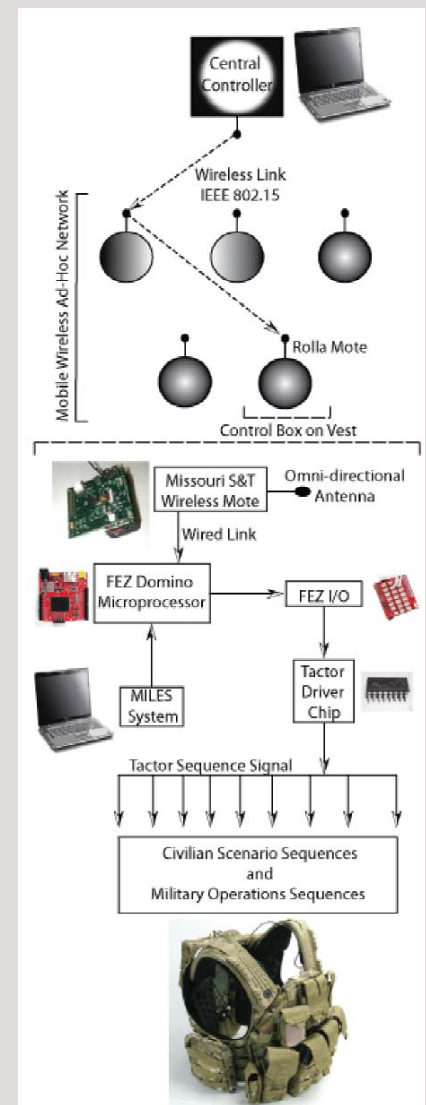 Central
Controller
Wireless Link
IEEE 802.15
Mobile Wireless Ad-Hoc Network
Rolla Mote
Control Box on Vest
Missouri S&T
Wireless Mote
Omni-directional
Antenna
Wired Link
FEZ Domino
Microprocessor
FEZ I/O
MILES
System
Tactor
Driver
Chip
Tactor Sequence Signal
Civilian Scenario Sequences
and
Military Operations Sequences